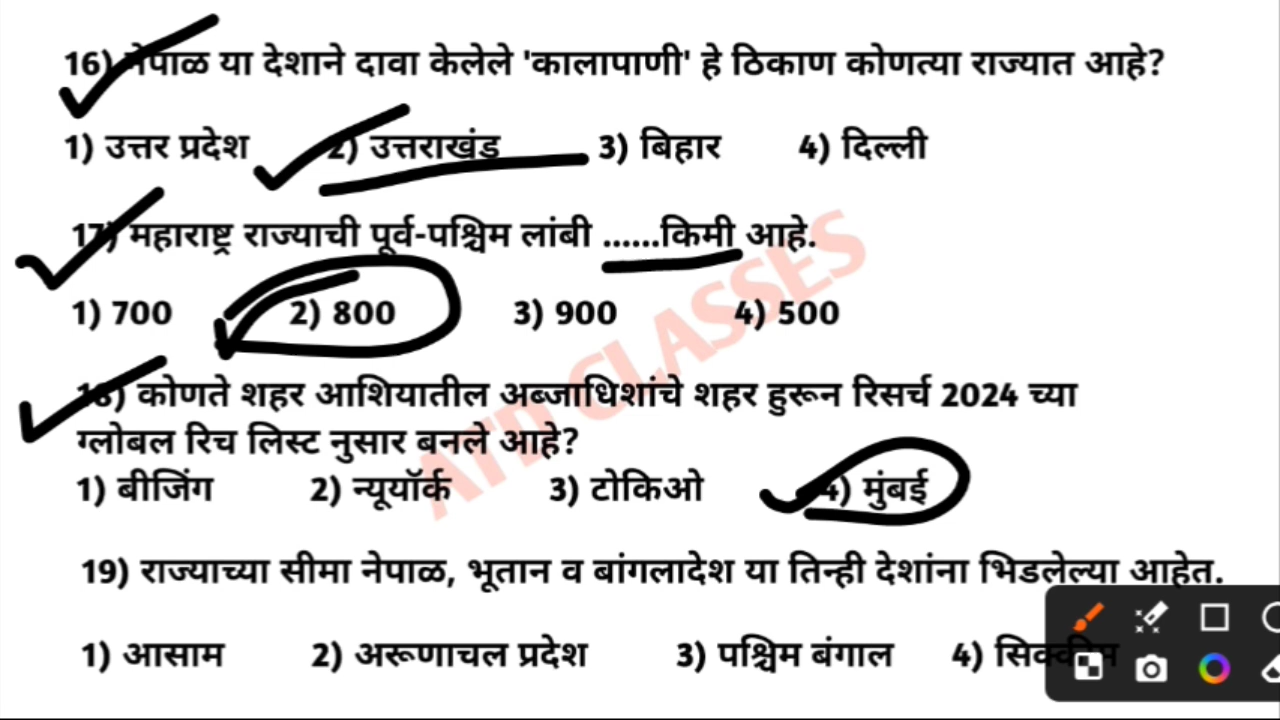 16) नेपाळ या देशाने दावा केलेले 'कालापाणी' हे ठिकाण कोणत्या राज्यात आहे?
1) उत्तर प्रदेश 2) उत्तराखंड 3) बिहार 4) दिल्ली
17) महाराष्ट्र राज्याची पूर्व-पश्चिम लांबी ......किमी आहे.
1) 700 2) 800 3) 900 4) 500
18) कोणते शहर आशियातील अब्जाधिशांचे शहर हुरून रिसर्च 2024 च्या
ग्लोबल रिच लिस्ट नुसार बनले आहे?
1) बीजिंग 2) न्यूयॉर्क 3) टोकिओ 4) मुंबई
19) राज्याच्या सीमा नेपाळ, भूतान व बांगलादेश या तिन्ही देशांना भिडलेल्या आहेत.
1) आसाम 2) अरूणाचल प्रदेश 3) पश्चिम बंगाल 4) सिक्कीम
ATD CLASSES